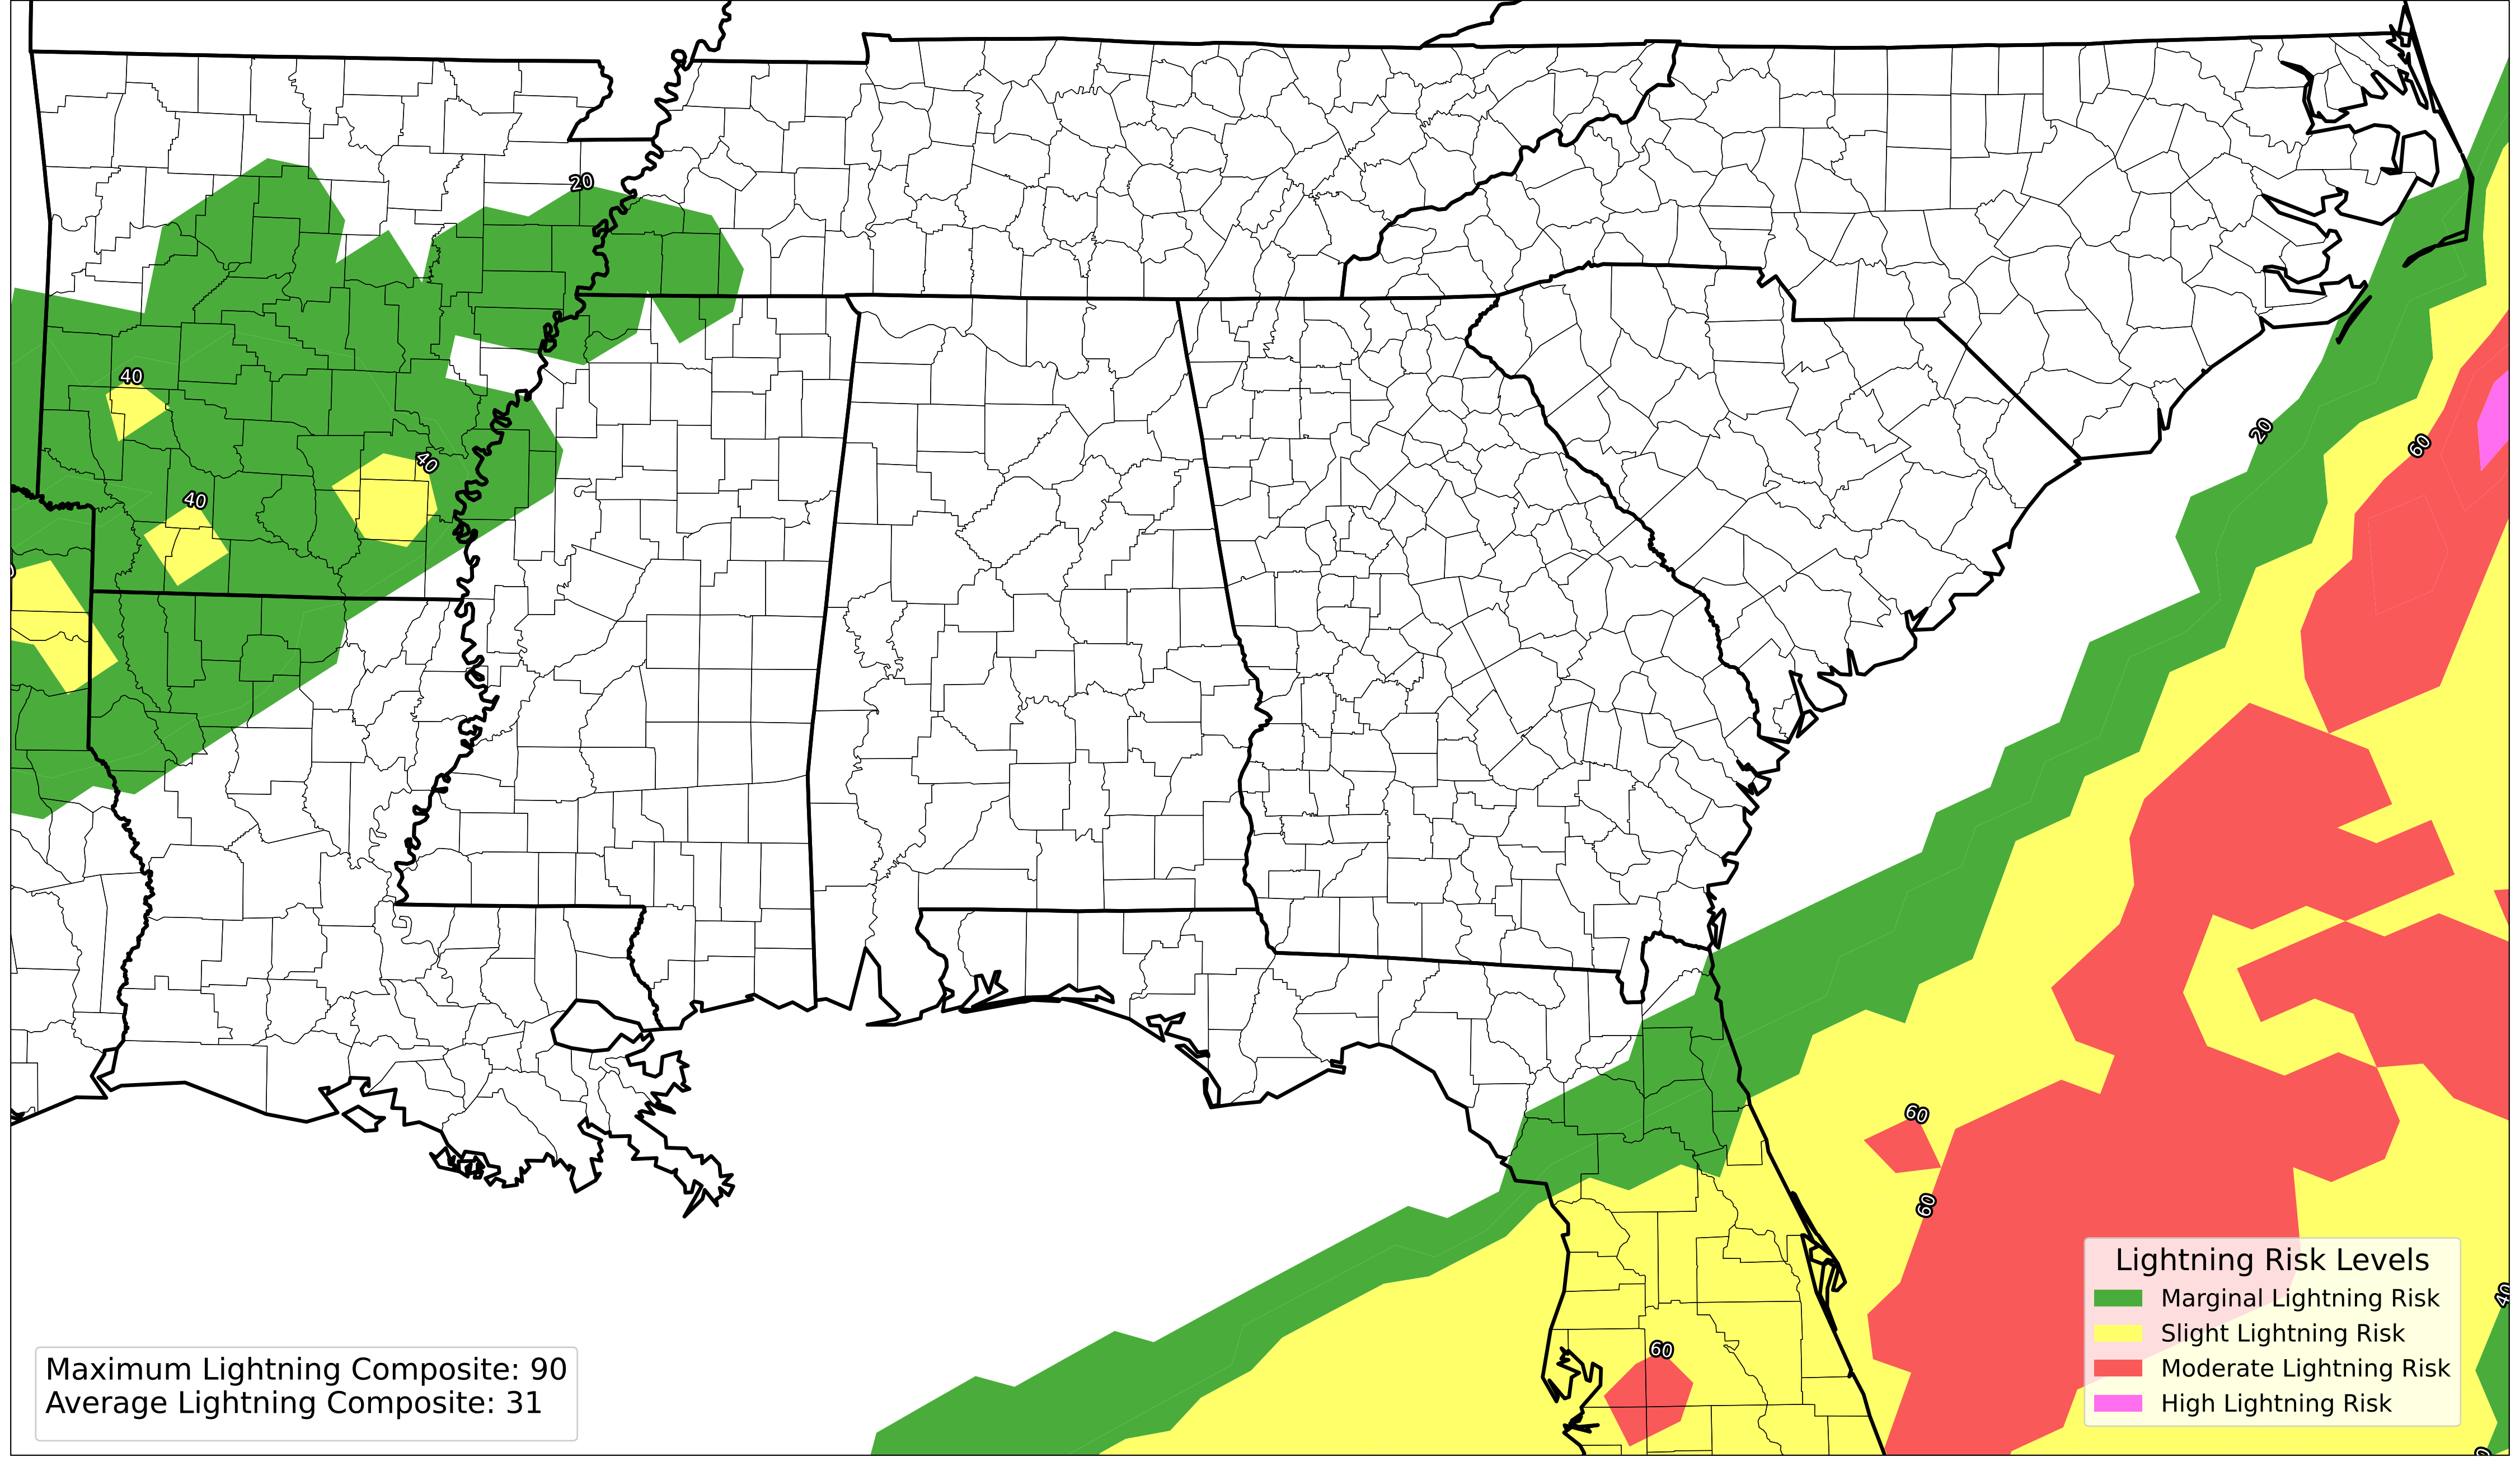 20
40
40
40
20
60
60
60
60
40
Lightning Risk Levels
Marginal Lightning Risk
Slight Lightning Risk
Moderate Lightning Risk
High Lightning Risk
Maximum Lightning Composite: 90
Average Lightning Composite: 31